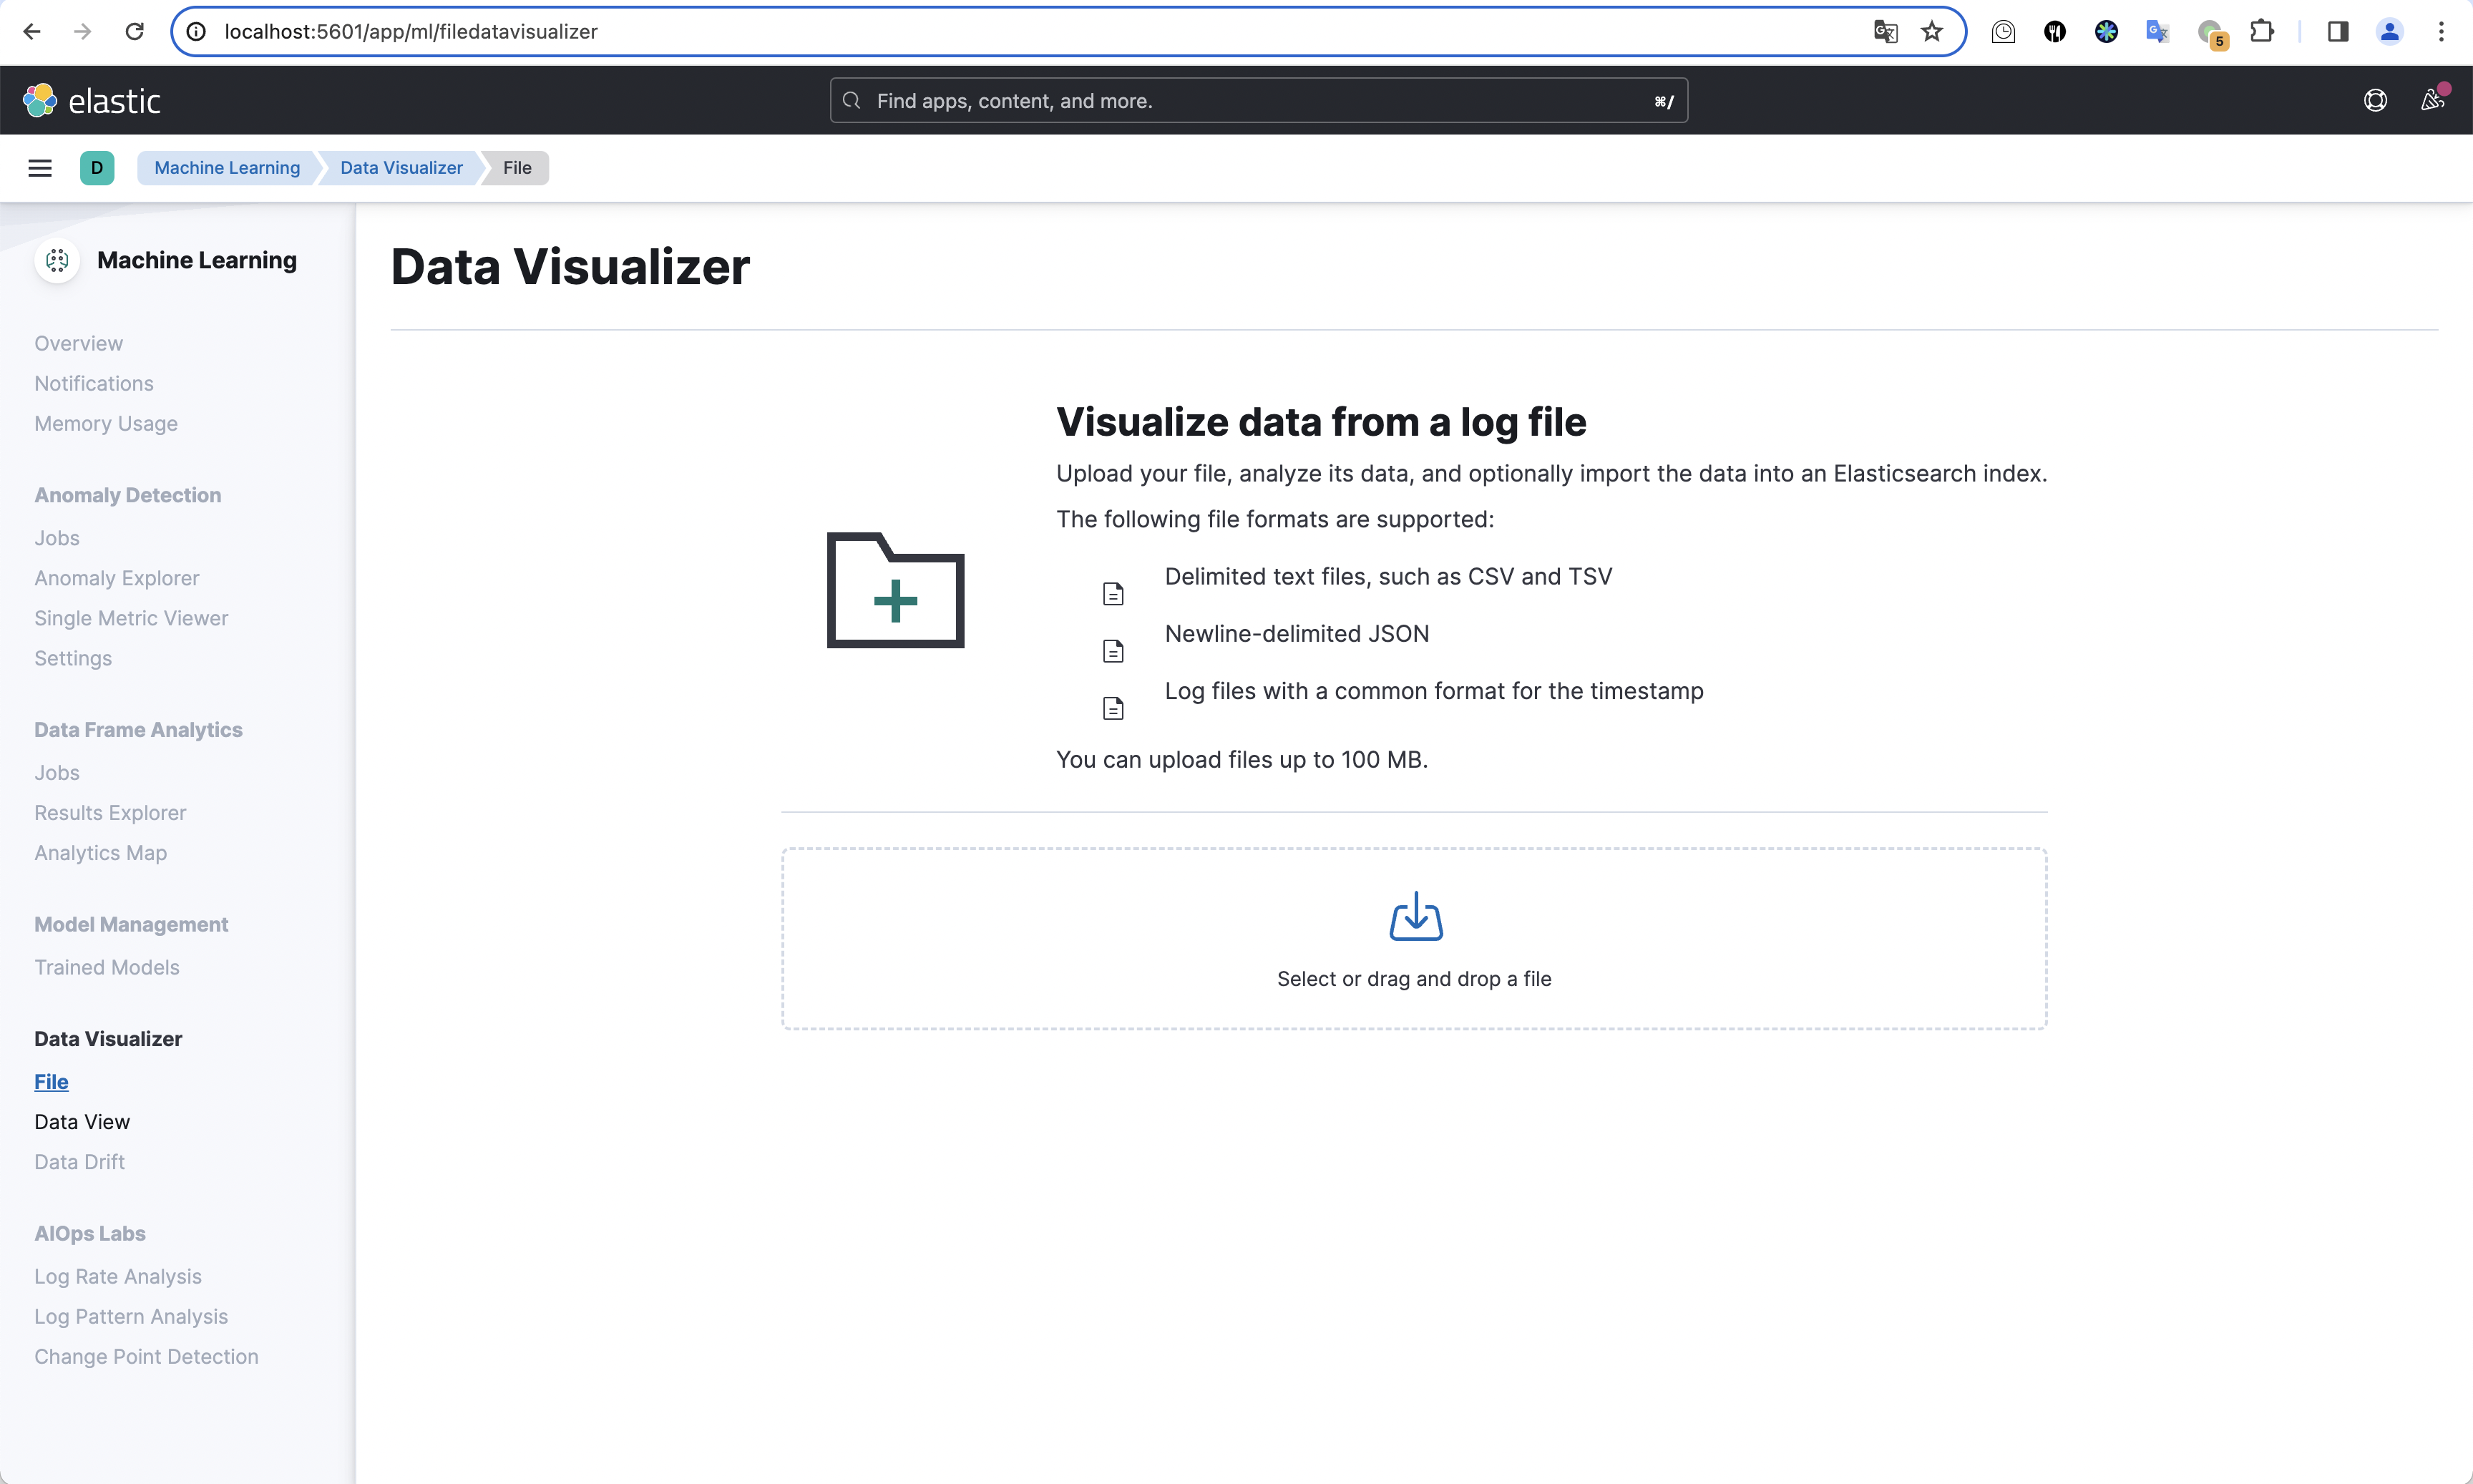 localhost:5601/app/ml/filedatavisualizer
5
elastic
Find apps, content, and more.
⌘/
D
Machine Learning
Data Visualizer
File
Machine Learning
Overview
Notifications
Memory Usage
Anomaly Detection
Jobs
Anomaly Explorer
Single Metric Viewer
Settings
Data Frame Analytics
Jobs
Results Explorer
Analytics Map
Model Management
Trained Models
Data Visualizer
File
Data View
Data Drift
AIOps Labs
Log Rate Analysis
Log Pattern Analysis
Change Point Detection
Data Visualizer
Visualize data from a log file
Upload your file, analyze its data, and optionally import the data into an Elasticsearch index.
The following file formats are supported:
Delimited text files, such as CSV and TSV
Newline-delimited JSON
Log files with a common format for the timestamp
You can upload files up to 100 MB.
Select or drag and drop a file